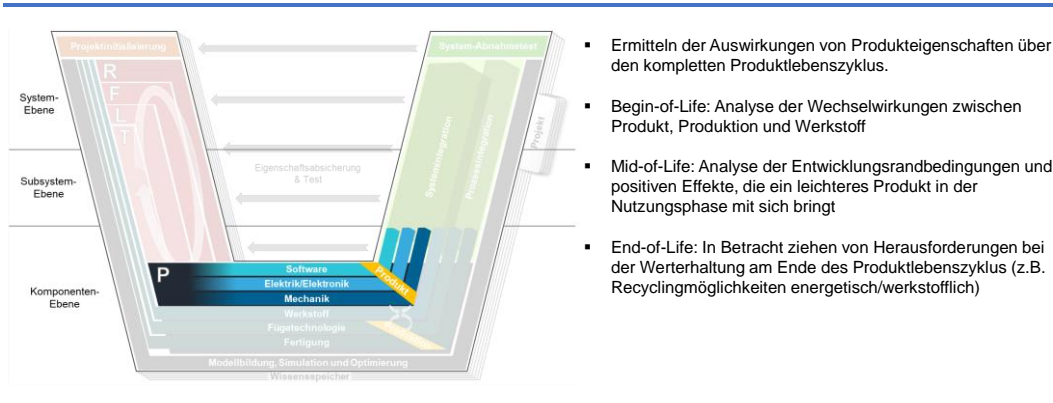 Projektinitialisierung
System-Abnahmetest
R
F
L
T
System-
Ebene
Systemintegration
Prozessintegration
Projekt
Eigenschaftsabsicherung
& Test
Subsystem-
Ebene
P
Software
Elektrik/Elektronik
Mechanik
Produkt
Komponenten-
Ebene
Werkstoff
Fügetechnologie
Fertigung
Modellbildung, Simulation und Optimierung
Wissensspeicher
▪ Ermitteln der Auswirkungen von Produkteigenschaften über
den kompletten Produktlebenszyklus.
▪ Begin-of-Life: Analyse der Wechselwirkungen zwischen
Produkt, Produktion und Werkstoff
▪ Mid-of-Life: Analyse der Entwicklungsrandbedingungen und
positiven Effekte, die ein leichteres Produkt in der
Nutzungsphase mit sich bringt
▪ End-of-Life: In Betracht ziehen von Herausforderungen bei
der Werterhaltung am Ende des Produktlebenszyklus (z.B.
Recyclingmöglichkeiten energetisch/werkstofflich)